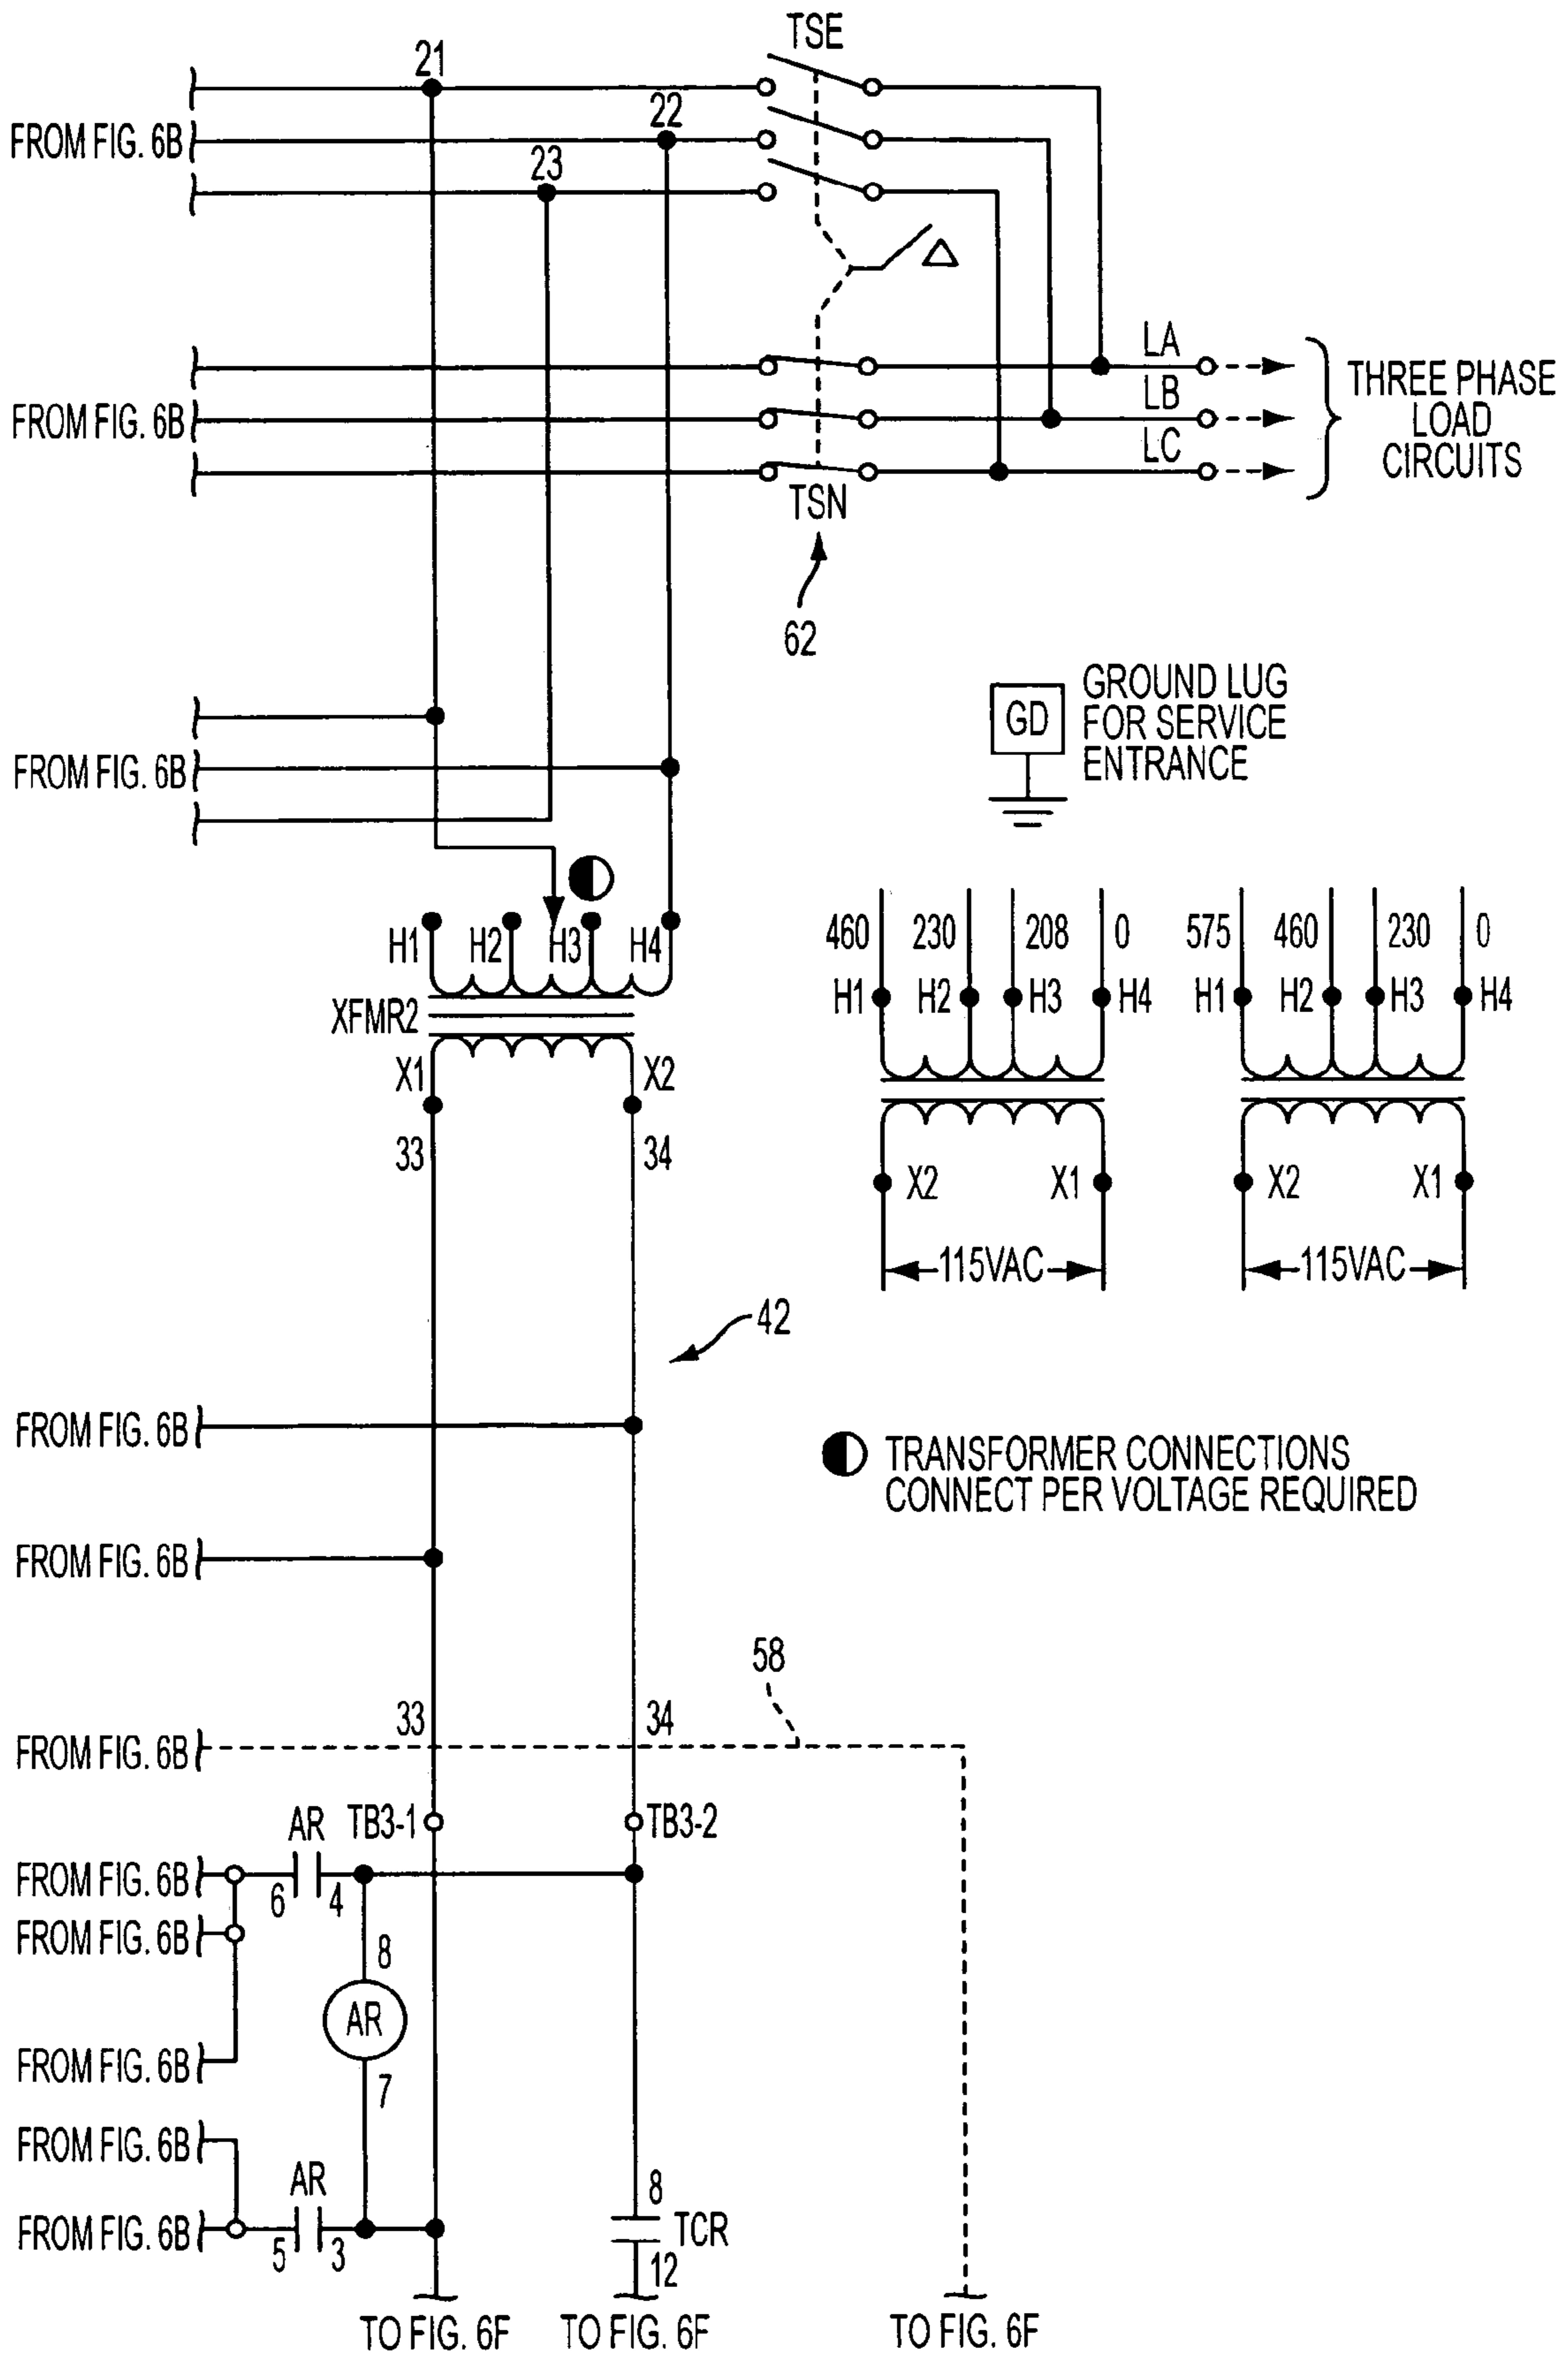 TSE
21
22
FROM FIG. 6B
23
LA
THREE PHASE
LB
LOAD
FROM FIG. 6B
LC
CIRCUITS
TSN
62
GROUND LUG
GD
FOR SERVICE
ENTRANCE
FROM FIG. 6B
460
230
208
0
575
460
230
0
H1
H2
H3
H4
H1
H2
H3
H4
H1
H2
H3
H4
XFMR2
X1
X2
33
34
X2
X1
X2
X1
115VAC
115VAC
42
FROM FIG. 6B
TRANSFORMER CONNECTIONS
CONNECT PER VOLTAGE REQUIRED
FROM FIG. 6B
58
33
34
FROM FIG. 6B
AR
TB3-1
TB3-2
FROM FIG. 6B
6
4
FROM FIG. 6B
8
AR
FROM FIG. 6B
7
FROM FIG. 6B
AR
8
FROM FIG. 6B
TCR
5
3
12
TO FIG. 6F
TO FIG. 6F
TO FIG. 6F